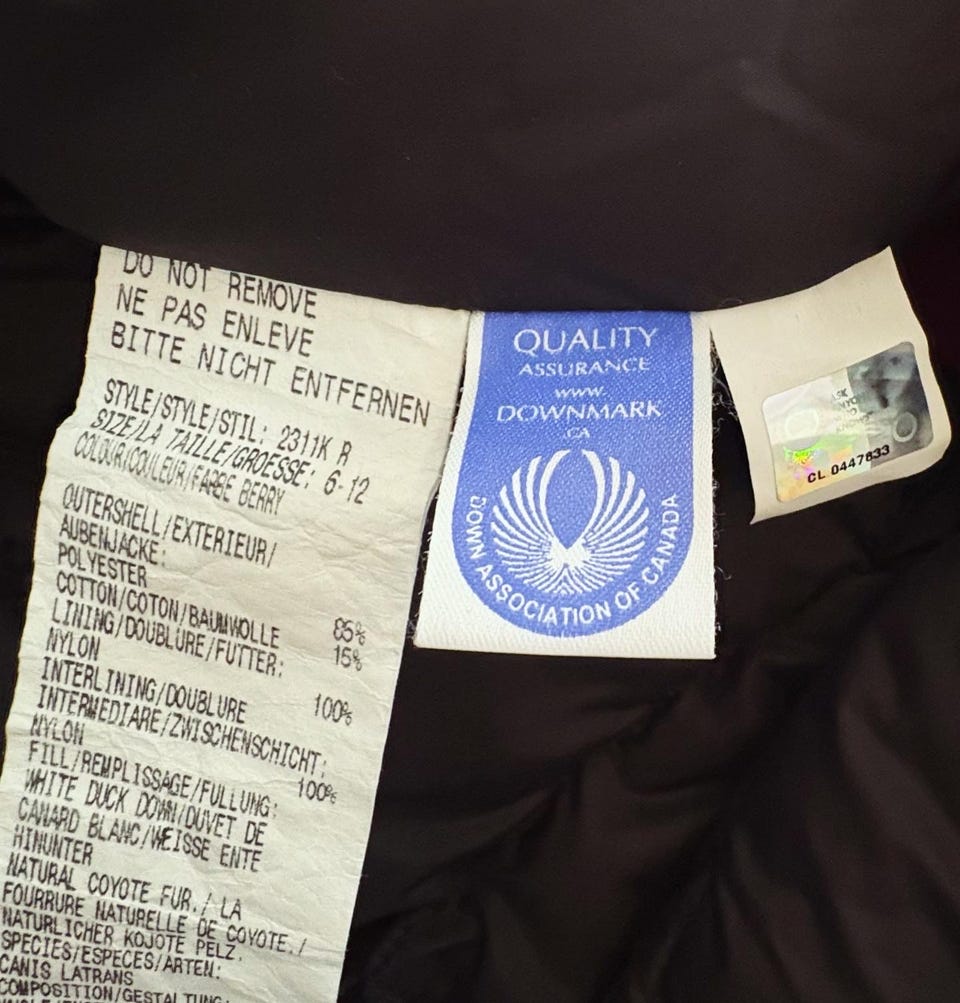 DO NOT REMOVE
NE PAS ENLEVE
BITTE NICHT ENTFERNEN
STYLE/STYLE/STIL: 2311K R
SIZE/LA TAILLE/GROESSE: 6-12
COLOUR/COULEUR/FARBE BERRY
OUTERSHELL/EXTERIEUR/
AUBENJACKE:
POLYESTER 85%
COTTON/COTON/BAUMWOLLE 15%
LINING/DOUBLURE/FUTTER:
NYLON 100%
INTERLINING/DOUBLURE
INTERMEDIARE/ZWISCHENSCHICHT:
NYLON 100%
FILL/REMPLISSAGE/FULLUNG:
WHITE DUCK DOWN/DUVET DE
CANARD BLANC/WEISSE ENTE
HINUNTER
NATURAL COYOTE FUR./ LA
FOURRURE NATURELLE DE COYOTE./
NATURLICHER KOJOTE PELZ.
SPECIES/ESPECES/ARTEN:
CANIS LATRANS
COMPOSITION/GESTALTUNG:
QUALITY
ASSURANCE
www.
DOWNMARK
.CA
DOWN ASSOCIATION OF CANADA
CL 0447833